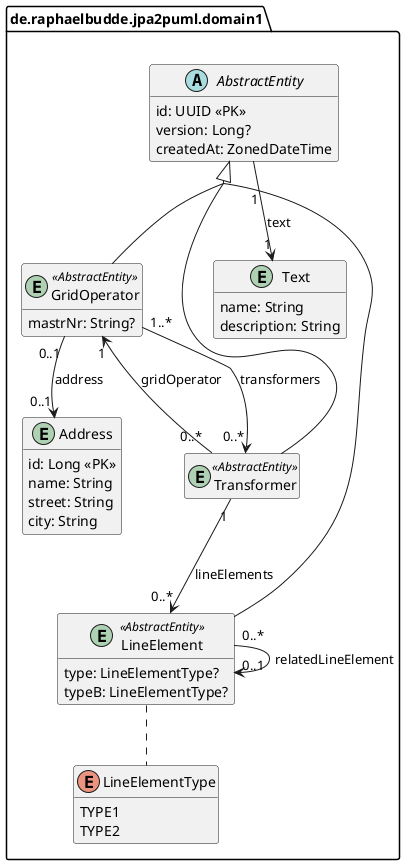 de.raphaelbudde.jpa2puml.domain1
A AbstractEntity
id: UUID «PK»
version: Long?
createdAt: ZonedDateTime
1
text
1
E «AbstractEntity»
GridOperator
mastrNr: String?
E Text
name: String
description: String
0..1
1
1..*
address
gridOperator
transformers
0..1
0..*
0..*
E Address
id: Long «PK»
name: String
street: String
city: String
E «AbstractEntity»
Transformer
1
lineElements
0..*
E «AbstractEntity»
LineElement
type: LineElementType?
typeB: LineElementType?
0..*
relatedLineElement
0..1
E LineElementType
TYPE1
TYPE2